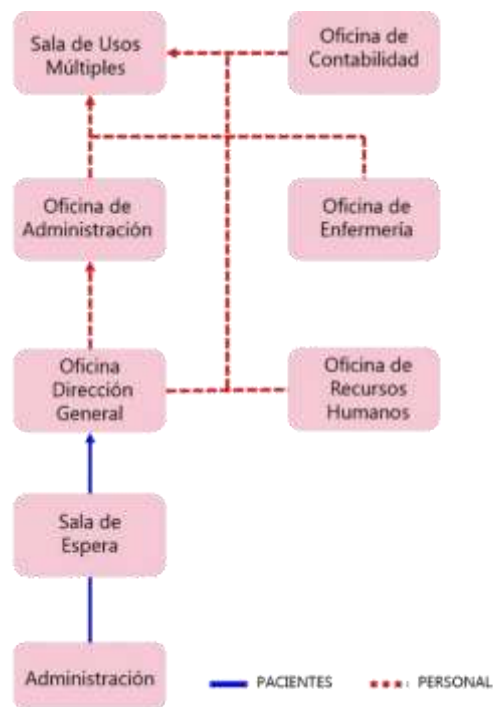 Sala de Usos
Múltiples
Oficina de
Contabilidad
Oficina de
Administración
Oficina de
Enfermería
Oficina
Dirección
General
Oficina de
Recursos
Humanos
Sala de
Espera
Administración
PACIENTES
PERSONAL